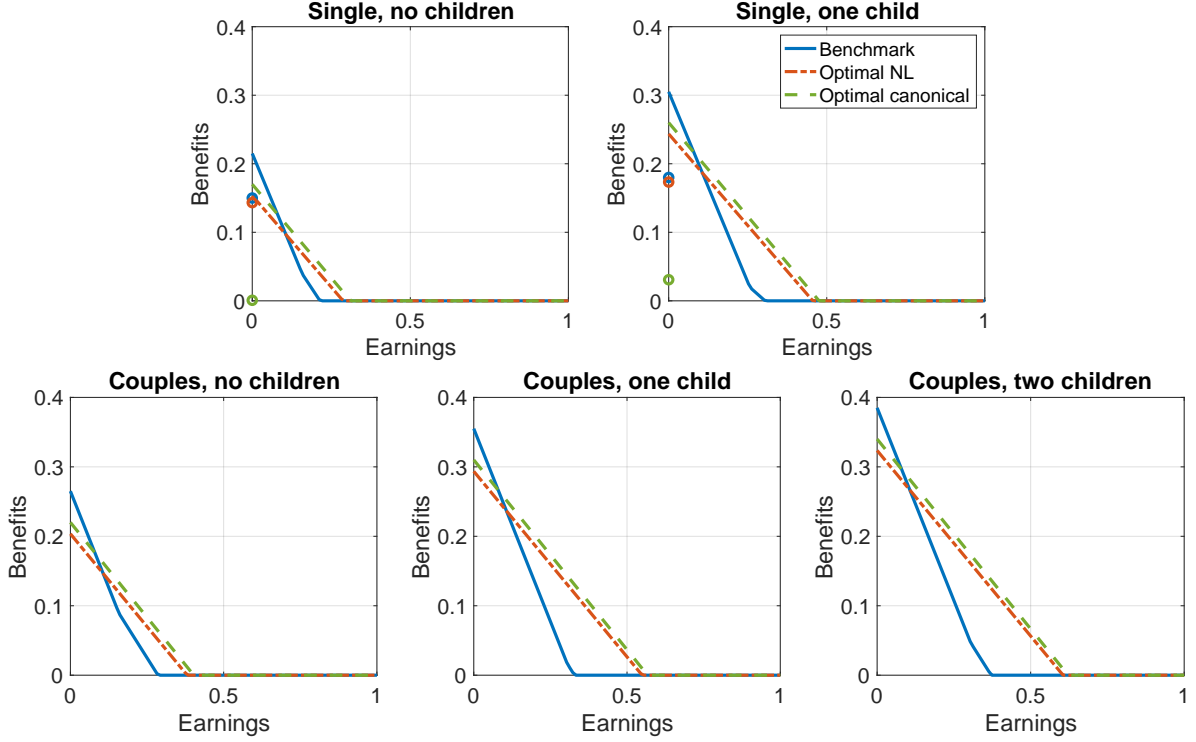 Single, no children
Single, one child
0.4
0.3
0.2
0.1
0
Benefits
0
0.5
1
Earnings
0.4
0.3
0.2
0.1
0
Benefits
0
0.5
1
Earnings
Benchmark
Optimal NL
Optimal canonical
Couples, no children
Couples, one child
Couples, two children
0.4
0.3
0.2
0.1
0
Benefits
0
0.5
1
Earnings
0.4
0.3
0.2
0.1
0
Benefits
0
0.5
1
Earnings
0.4
0.3
0.2
0.1
0
Benefits
0
0.5
1
Earnings